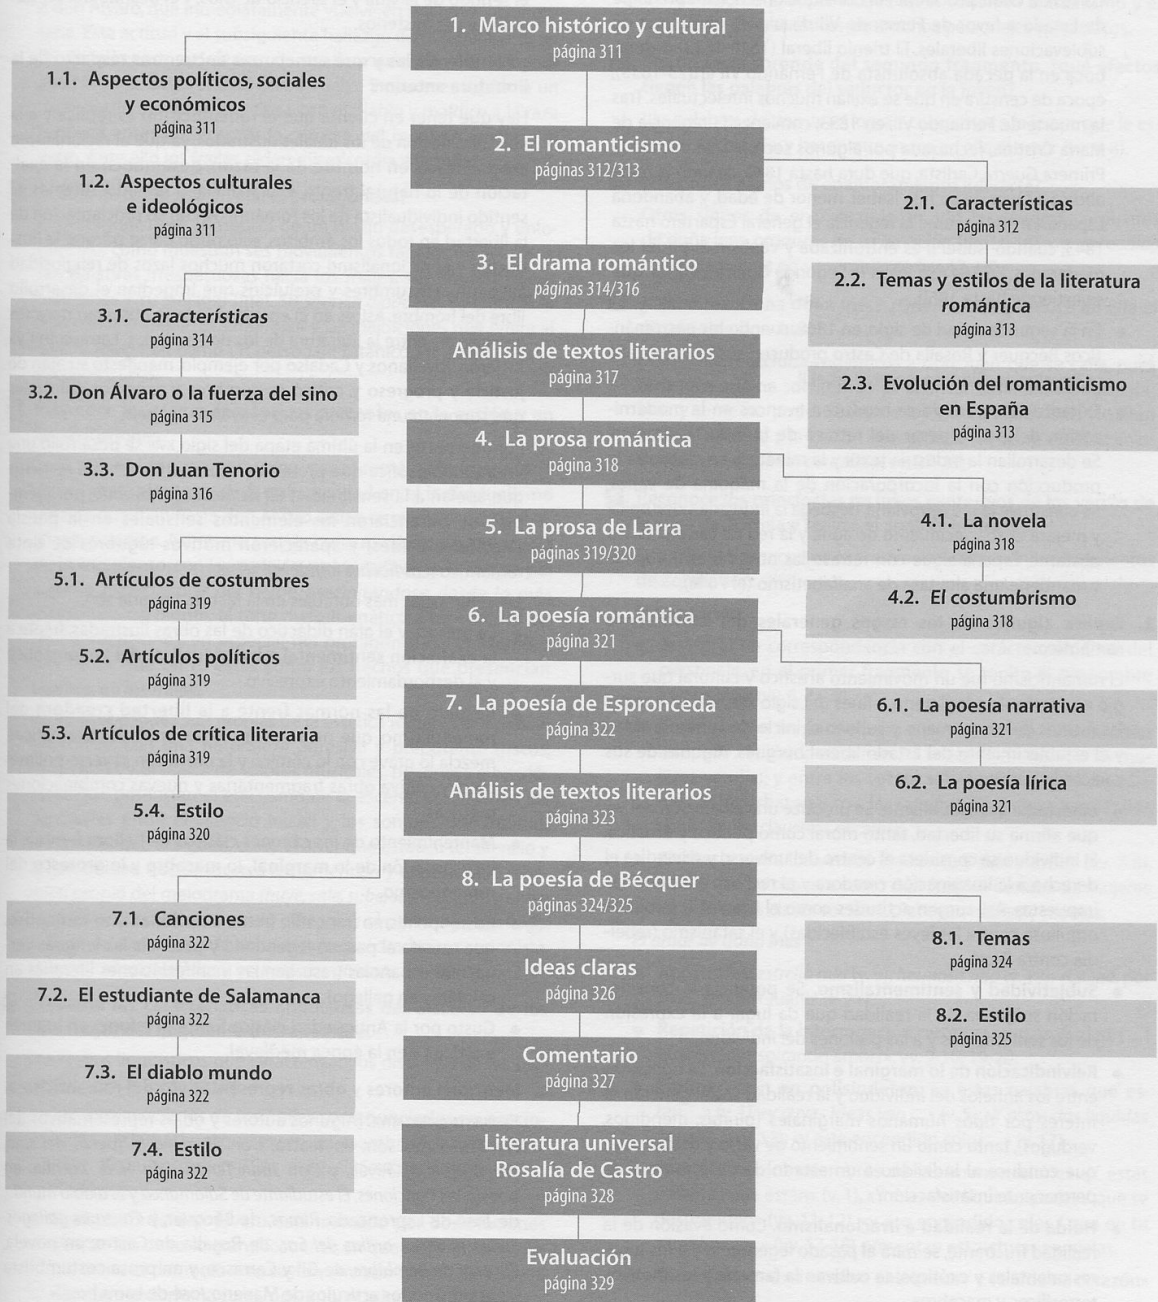 1. Marco histórico y cultural
página 311
1.1. Aspectos políticos, sociales
y económicos
página 311
1.2. Aspectos culturales
e ideológicos
página 311
2. El romanticismo
páginas 312/313
2.1. Características
página 312
2.2. Temas y estilos de la literatura
romántica
página 313
2.3. Evolución del romanticismo
en España
página 313
3. El drama romántico
páginas 314/316
3.1. Características
página 314
3.2. Don Álvaro o la fuerza del sino
página 315
3.3. Don Juan Tenorio
página 316
Análisis de textos literarios
página 317
4. La prosa romántica
página 318
4.1. La novela
página 318
4.2. El costumbrismo
página 318
5. La prosa de Larra
páginas 319/320
5.1. Artículos de costumbres
página 319
5.2. Artículos políticos
página 319
5.3. Artículos de crítica literaria
página 319
5.4. Estilo
página 320
6. La poesía romántica
página 321
6.1. La poesía narrativa
página 321
6.2. La poesía lírica
página 321
7. La poesía de Espronceda
página 322
7.1. Canciones
página 322
7.2. El estudiante de Salamanca
página 322
7.3. El diablo mundo
página 322
7.4. Estilo
página 322
Análisis de textos literarios
página 323
8. La poesía de Bécquer
páginas 324/325
8.1. Temas
página 324
8.2. Estilo
página 325
Ideas claras
página 326
Comentario
página 327
Literatura universal
Rosalía de Castro
página 328
Evaluación
página 329